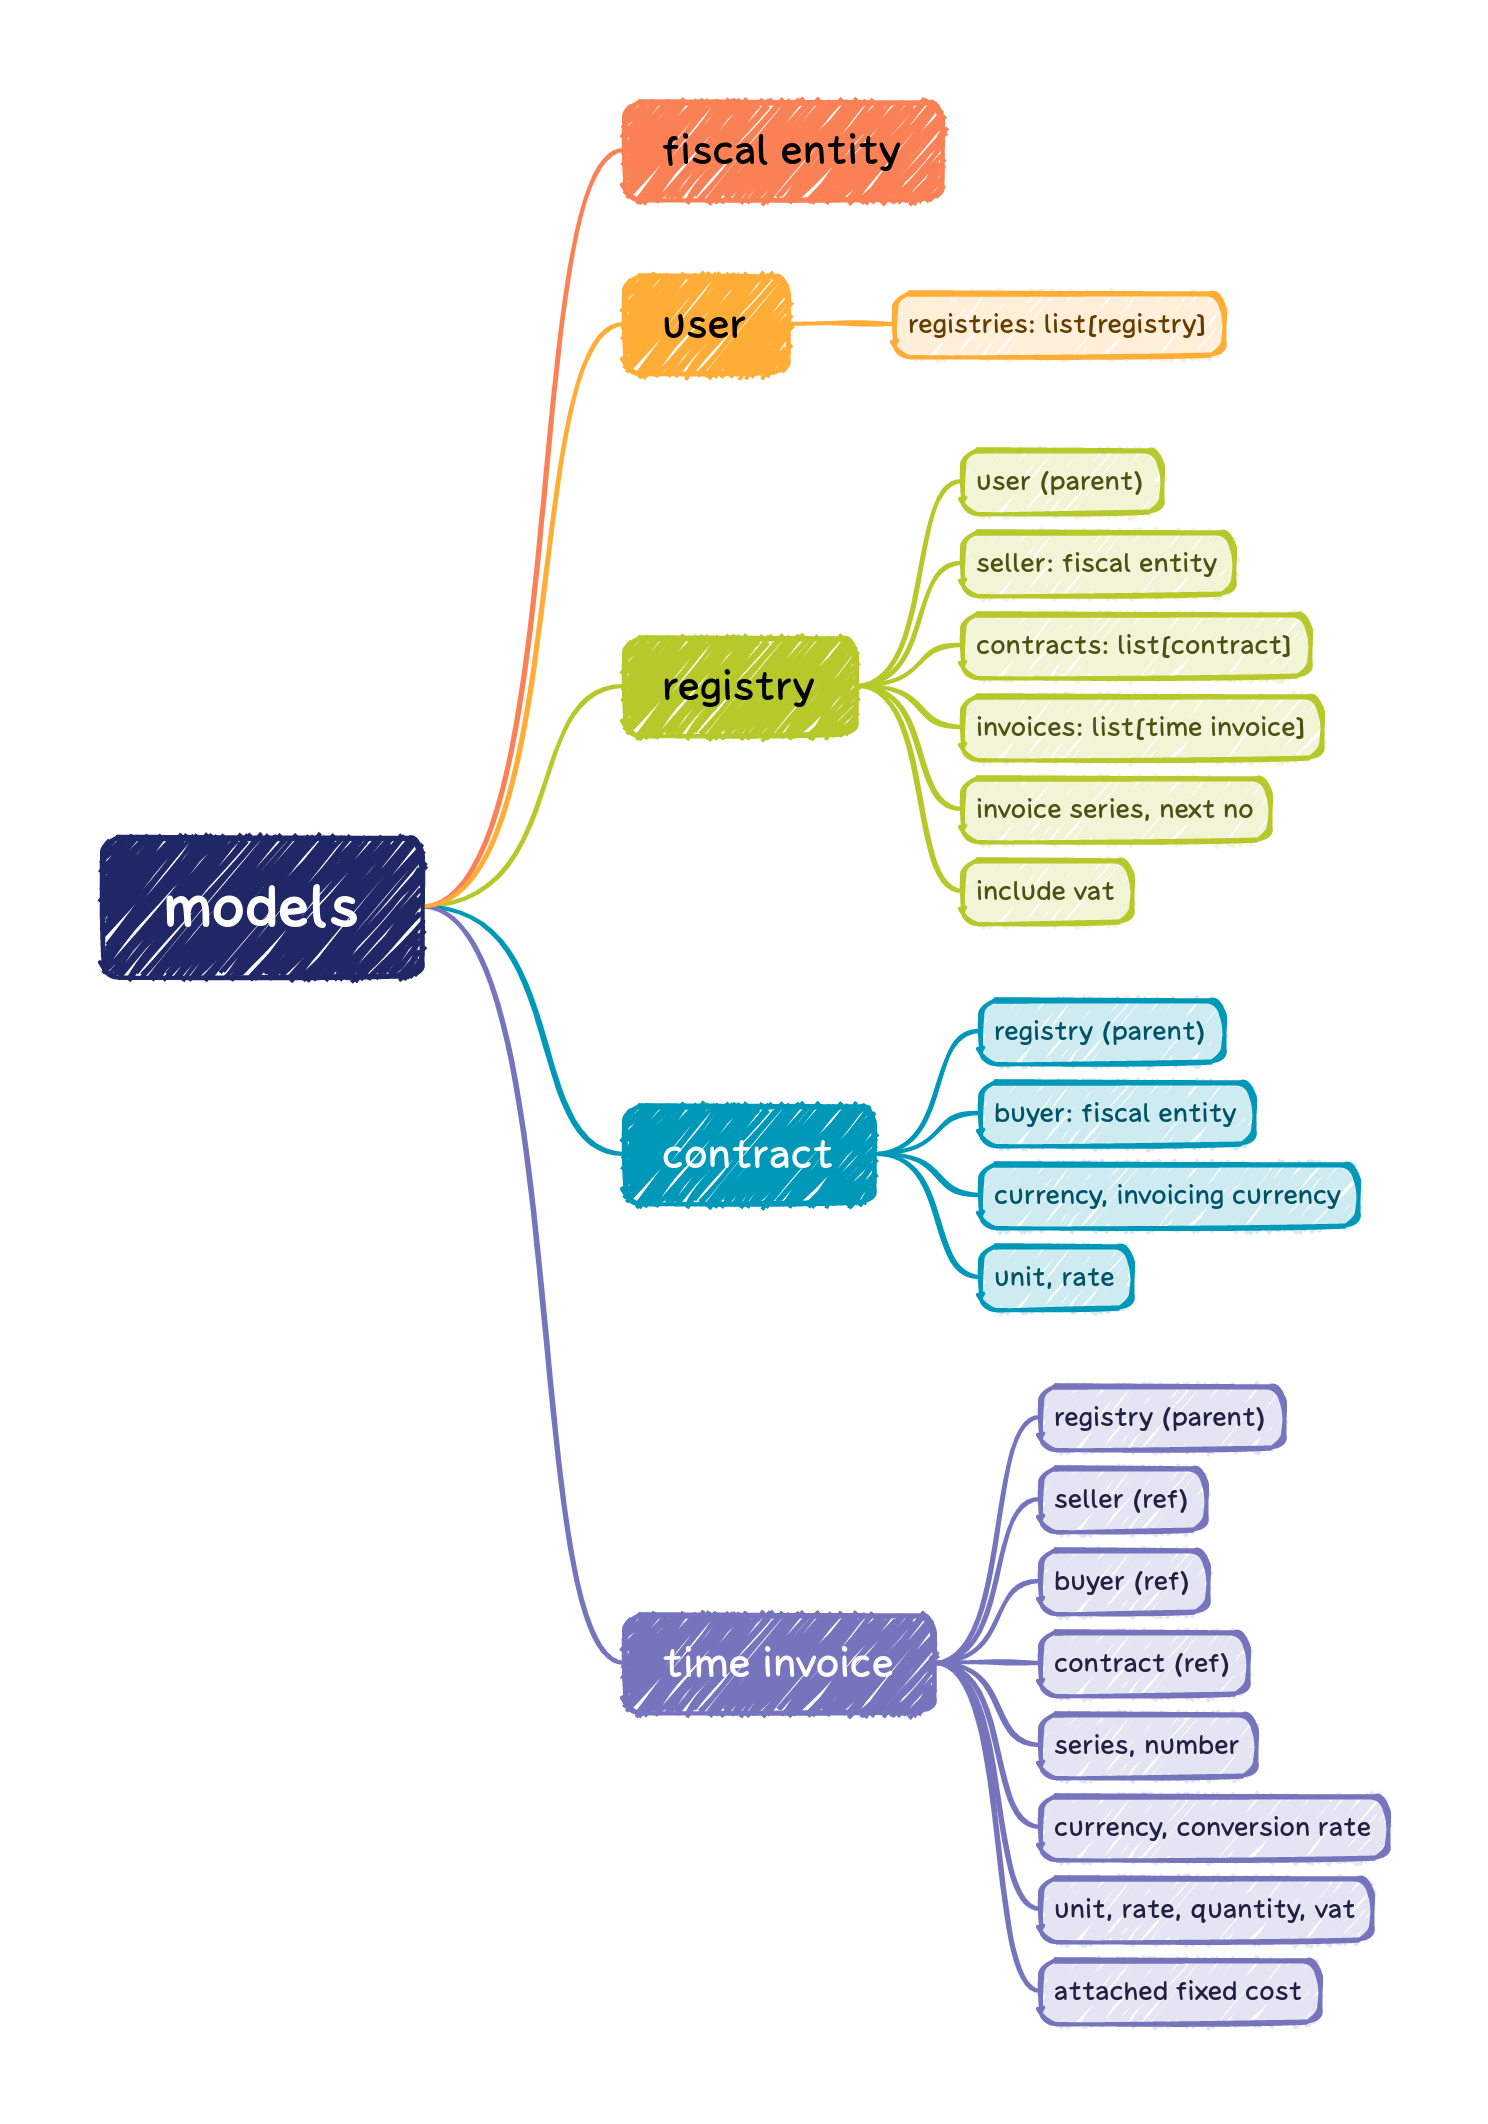 fiscal entity
user
registries: list[registry]
user (parent)
seller: fiscal entity
contracts: list[contract]
registry
invoices: list[time invoice]
invoice series, next no
include vat
models
registry (parent)
buyer: fiscal entity
contract
currency, invoicing currency
unit, rate
registry (parent)
seller (ref)
buyer (ref)
time invoice
contract (ref)
series, number
currency, conversion rate
unit, rate, quantity, vat
attached fixed cost